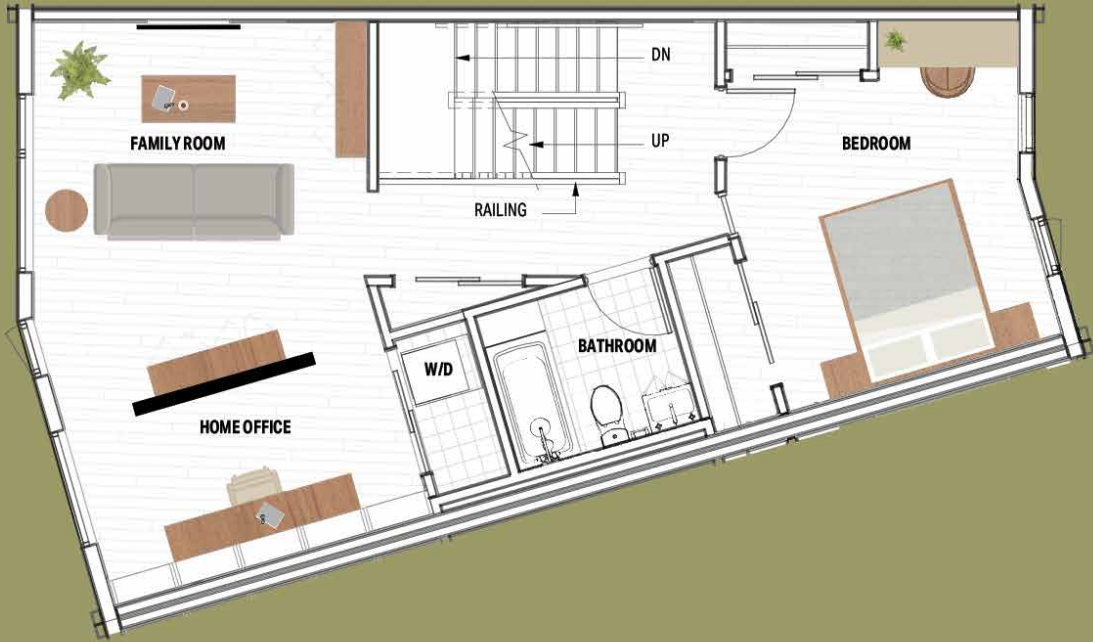 DN
FAMILY ROOM
UP
BEDROOM
RAILING
BATHROOM
W/D
HOME OFFICE